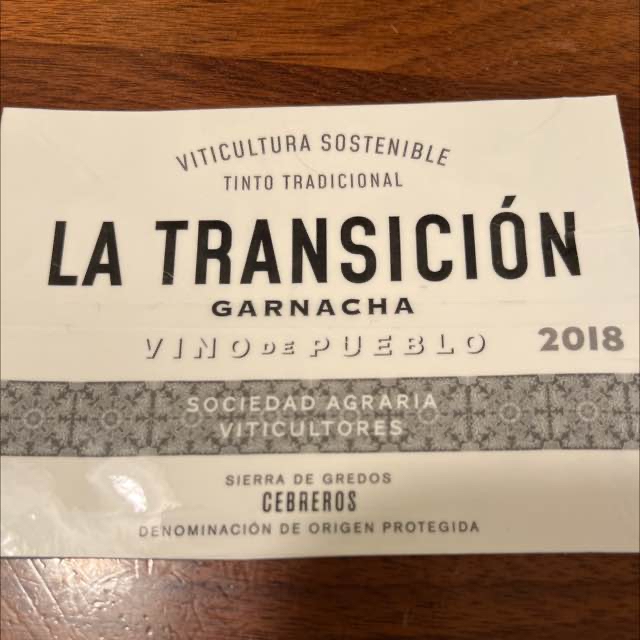 VITICULTURA SOSTENIBLE
TINTO TRADICIONAL
LA TRANSICIÓN
GARNACHA
VINO DE PUEBLO 2018
SOCIEDAD AGRARIA
VITICULTORES
SIERRA DE GREDOS
CEBREROS
DENOMINACIÓN DE ORIGEN PROTEGIDA